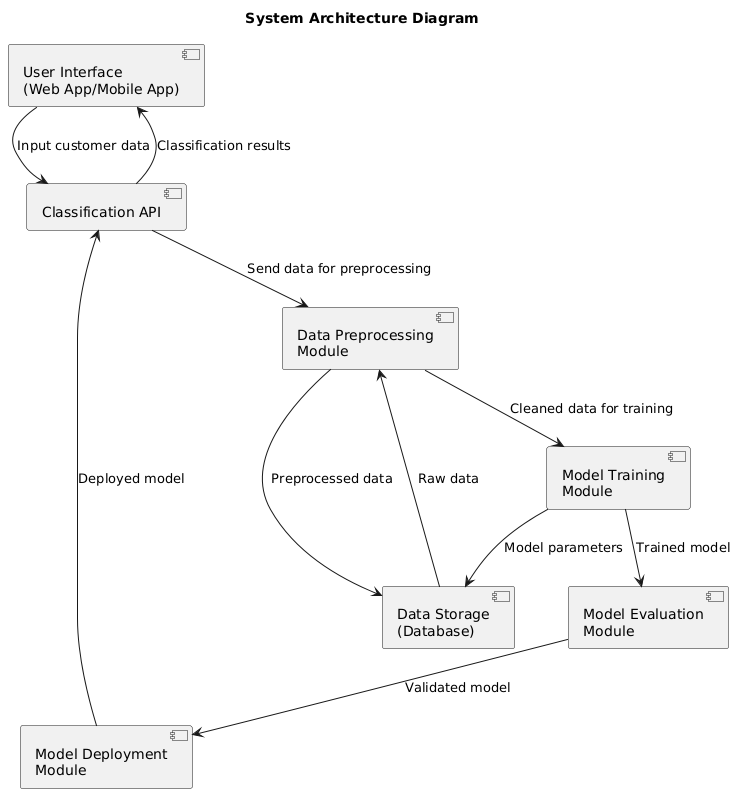 System Architecture Diagram
User Interface
(Web App/Mobile App)
Input customer data
Classification results
Classification API
Send data for preprocessing
Data Preprocessing
Module
Cleaned data for training
Deployed model
Preprocessed data
Raw data
Model Training
Module
Model parameters
Trained model
Data Storage
(Database)
Model Evaluation
Module
Validated model
Model Deployment
Module